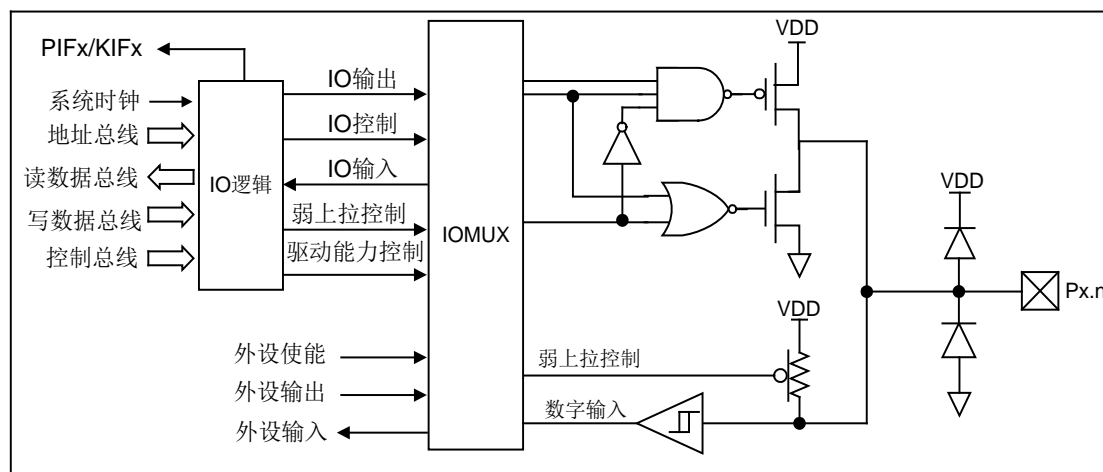 PIFx/KIFx
系统时钟
地址总线
读数据总线
写数据总线
控制总线
IO逻辑
IO输出
IO控制
IO输入
弱上拉控制
驱动能力控制
外设使能
外设输出
外设输入
IOMUX
弱上拉控制
数字输入
VDD
VDD
VDD
Px.n